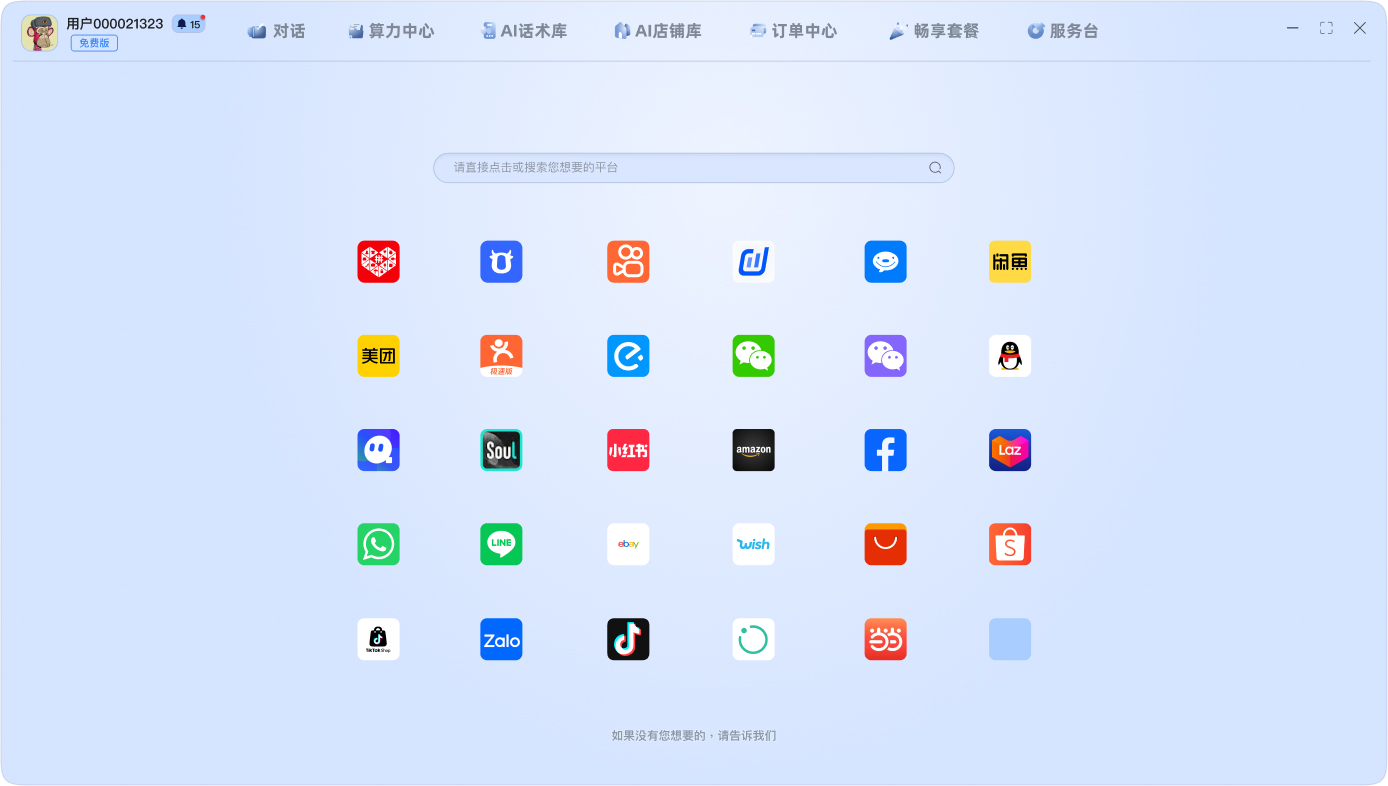 用户000021323
15
免费版
对话
算力中心
AI话术库
AI店铺库
订单中心
畅享套餐
服务台
请直接点击或搜索您想要的平台
拼
闲鱼
美团
极速版
Soul
小红书
amazon
Laz
LINE
ebay
wish
S
TikTok Shop
Zalo
如果没有您想要的，请告诉我们